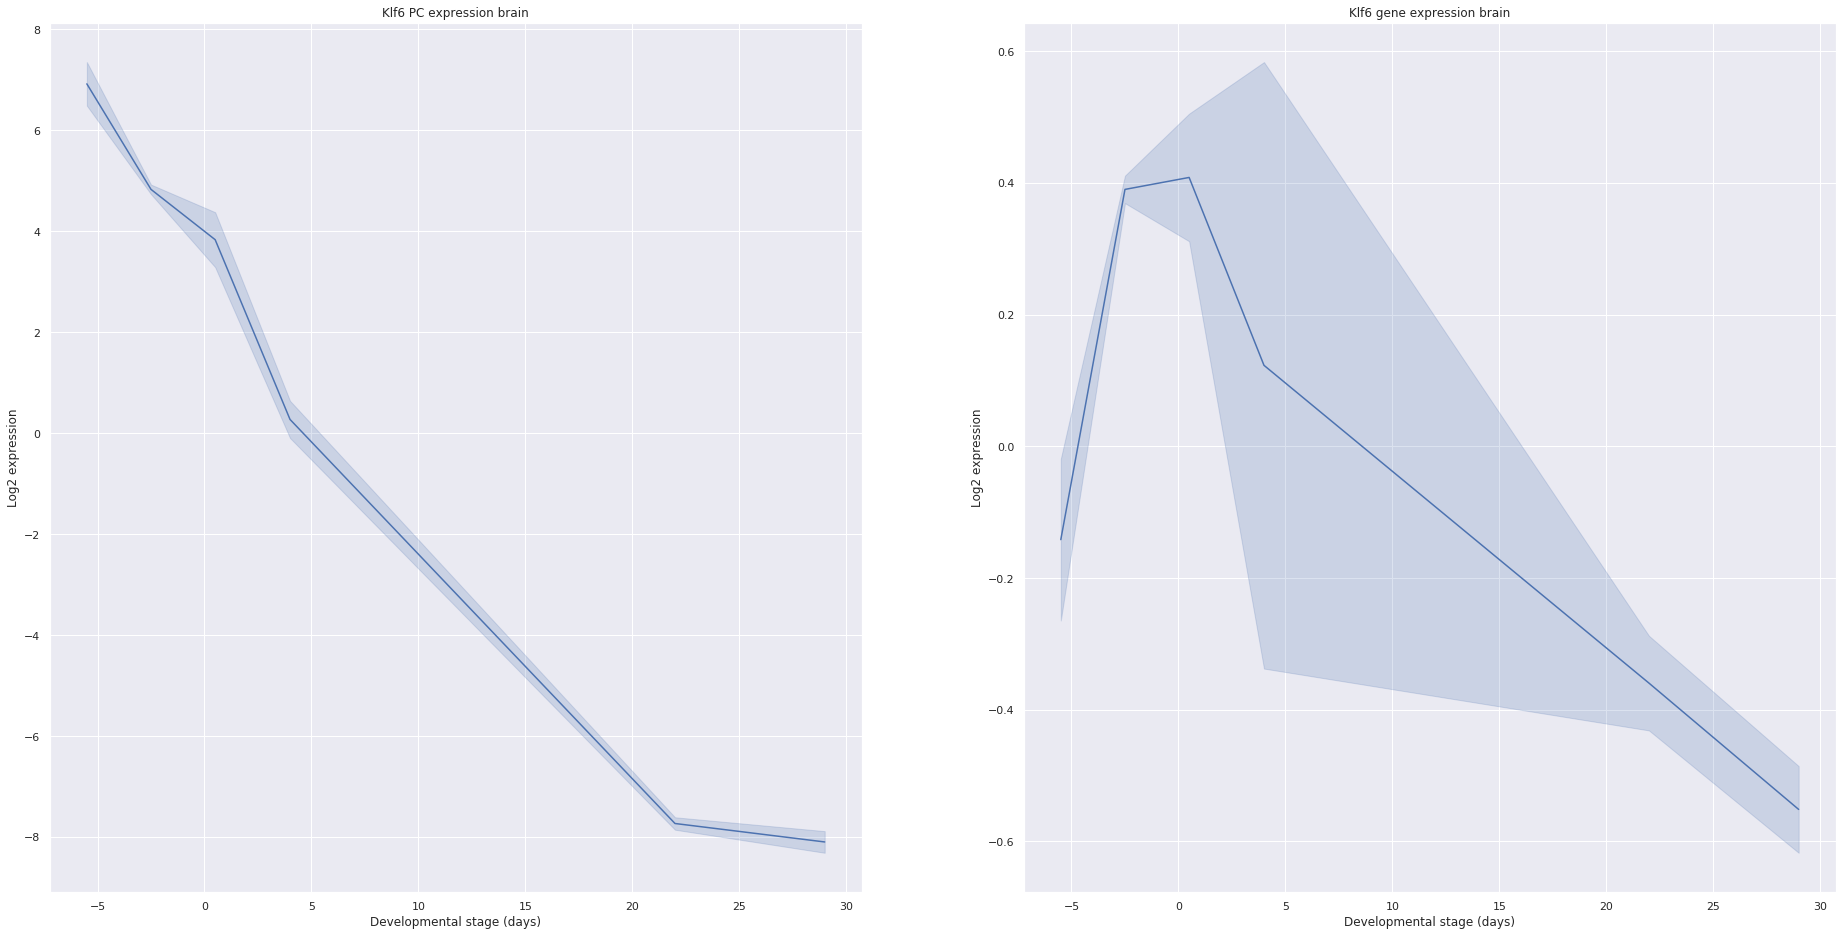 Klf6 PC expression brain
8
6
4
2
0
−2
−4
−6
−8
Log2 expression
−5 0 5 10 15 20 25 30
Developmental stage (days)
Klf6 gene expression brain
0.6
0.4
0.2
0.0
−0.2
−0.4
−0.6
Log2 expression
−5 0 5 10 15 20 25 30
Developmental stage (days)